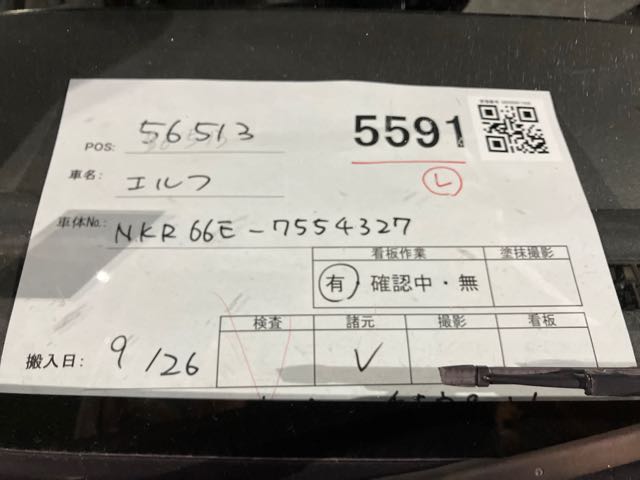 POS: 56513
5591
車名: エルフ
Ⓛ
車体No.: NKR 66E-7554327
看板作業 塗抹撮影
有・確認中・無
検査 諸元 撮影 看板
搬入日: 9/26 V